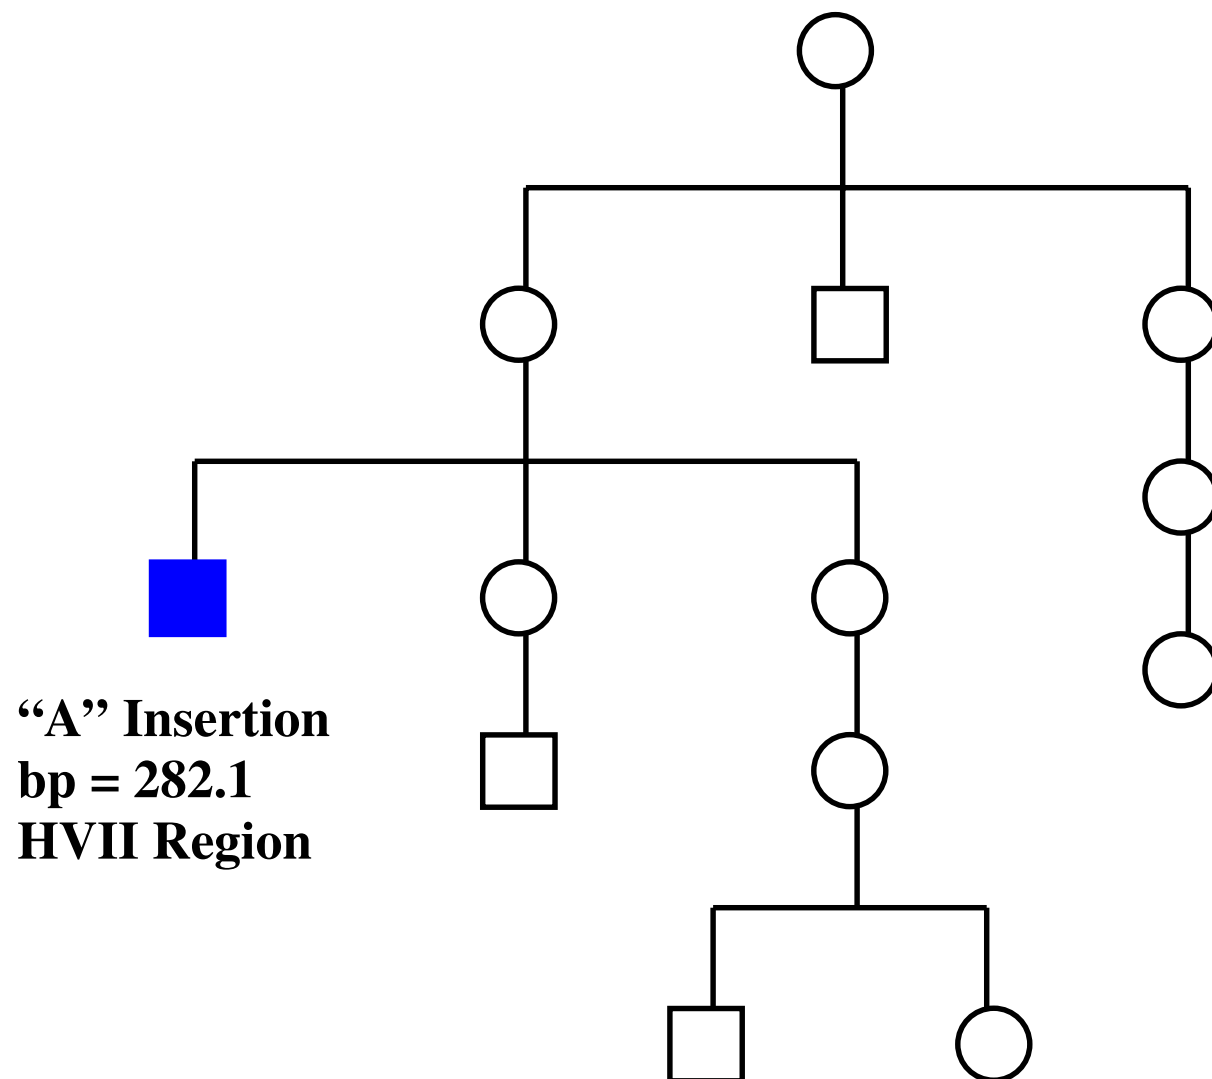 “A” Insertion
bp = 282.1
HVII Region